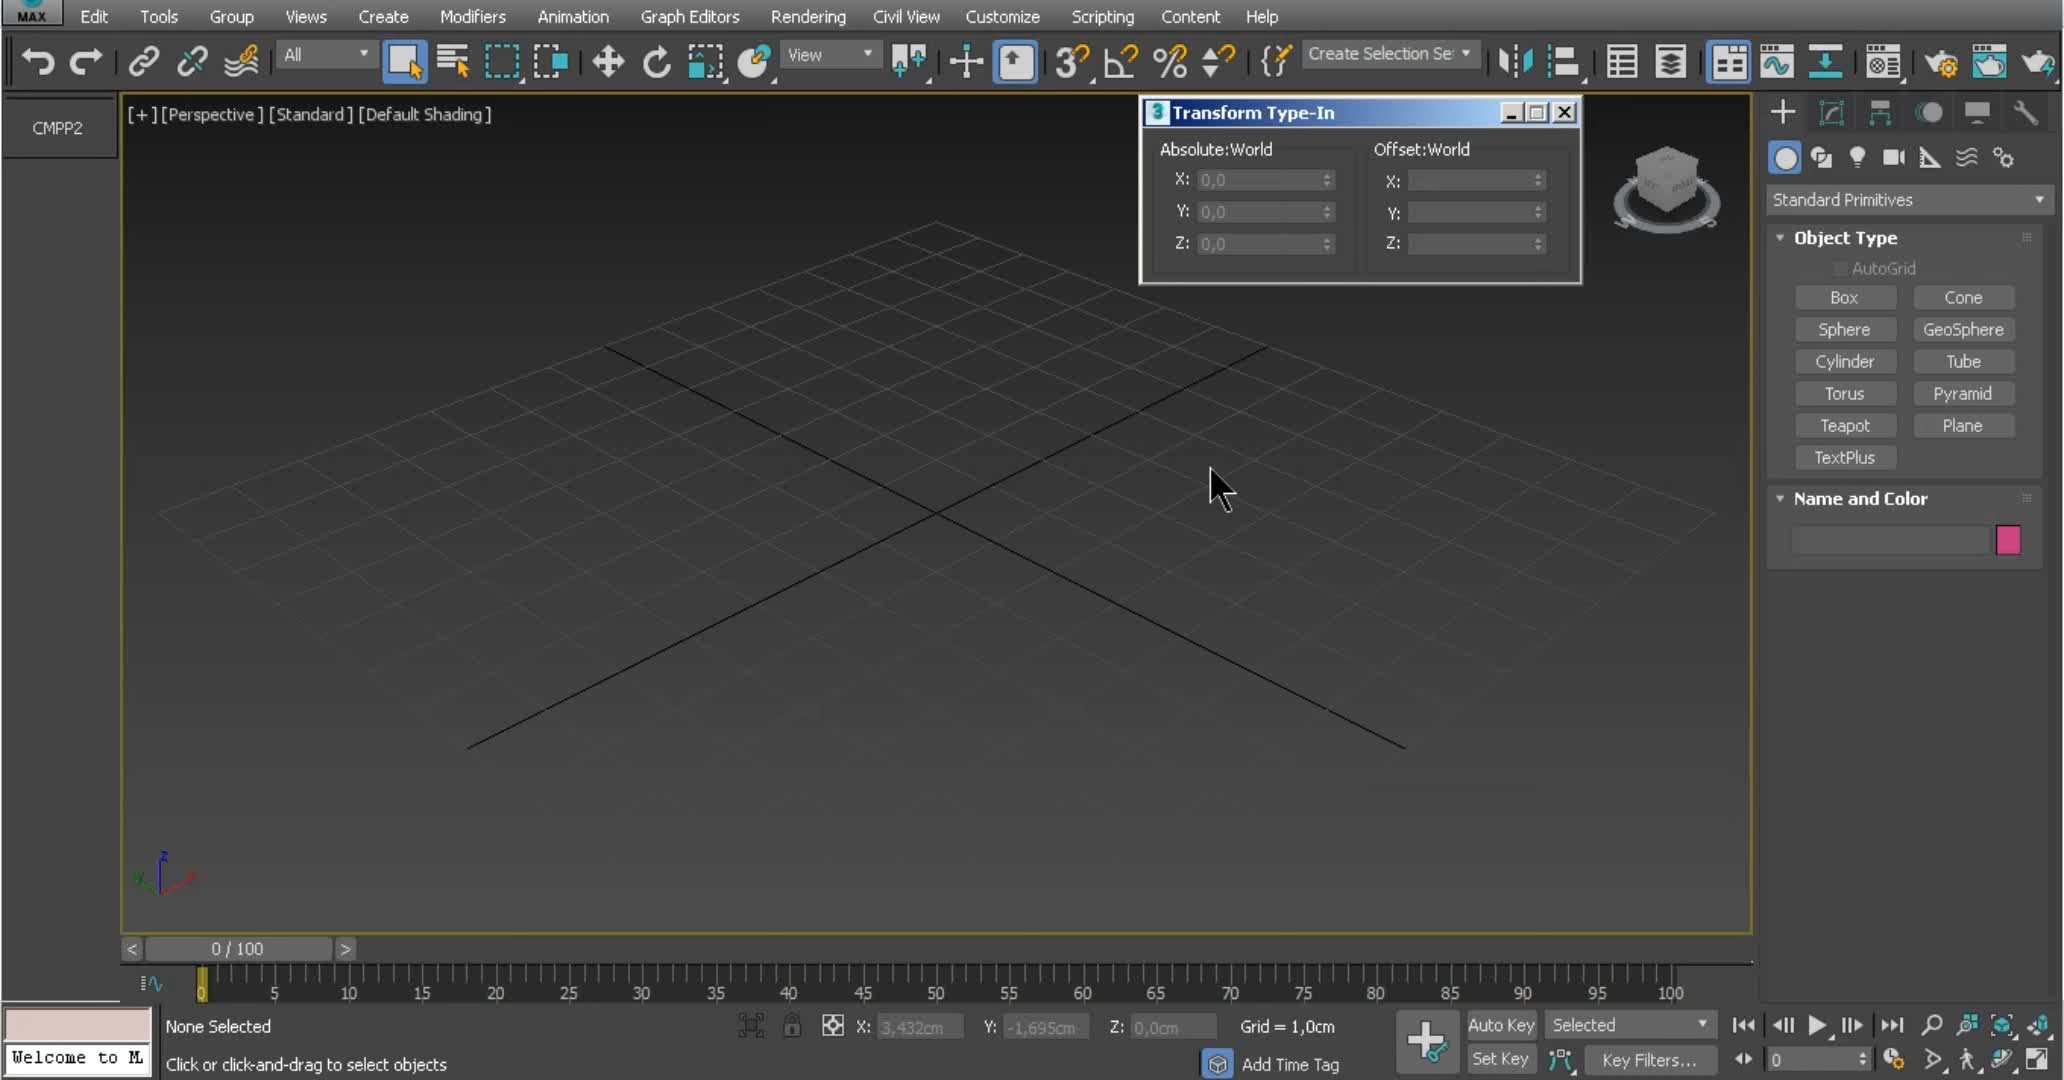 MAX Edit Tools Group Views Create Modifiers Animation Graph Editors Rendering Civil View Customize Scripting Content Help
All View Create Selection Se
CMPP2
[+] [Perspective ] [Standard ] [Default Shading ]
3 Transform Type-In
Absolute:World Offset:World
X: 0,0 X:
Y: 0,0 Y:
Z: 0,0 Z:
Standard Primitives
Object Type
AutoGrid
Box Cone
Sphere GeoSphere
Cylinder Tube
Torus Pyramid
Teapot Plane
TextPlus
Name and Color
z
y x
< 0 / 100 >
0 5 10 15 20 25 30 35 40 45 50 55 60 65 70 75 80 85 90 95 100
None Selected X: 3,432cm Y: -1,695cm Z: 0,0cm Grid = 1,0cm Auto Key Selected
Welcome to M Click or click-and-drag to select objects Add Time Tag Set Key Key Filters... 0